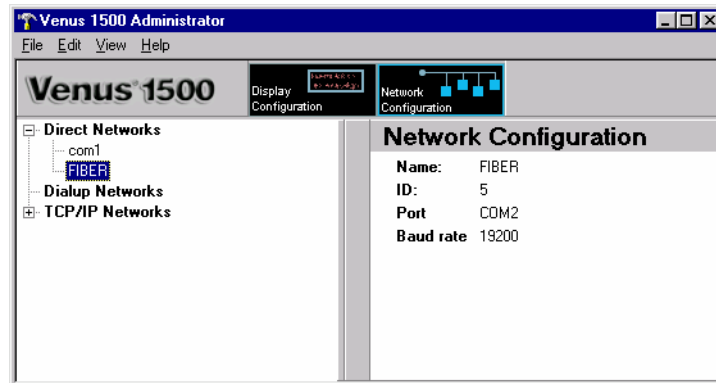 Venus 1500 Administrator
File Edit View Help
Venus 1500
Display
Configuration
Network
Configuration
Direct Networks
com1
FIBER
Dialup Networks
TCP/IP Networks
Network Configuration
Name: FIBER
ID: 5
Port COM2
Baud rate 19200